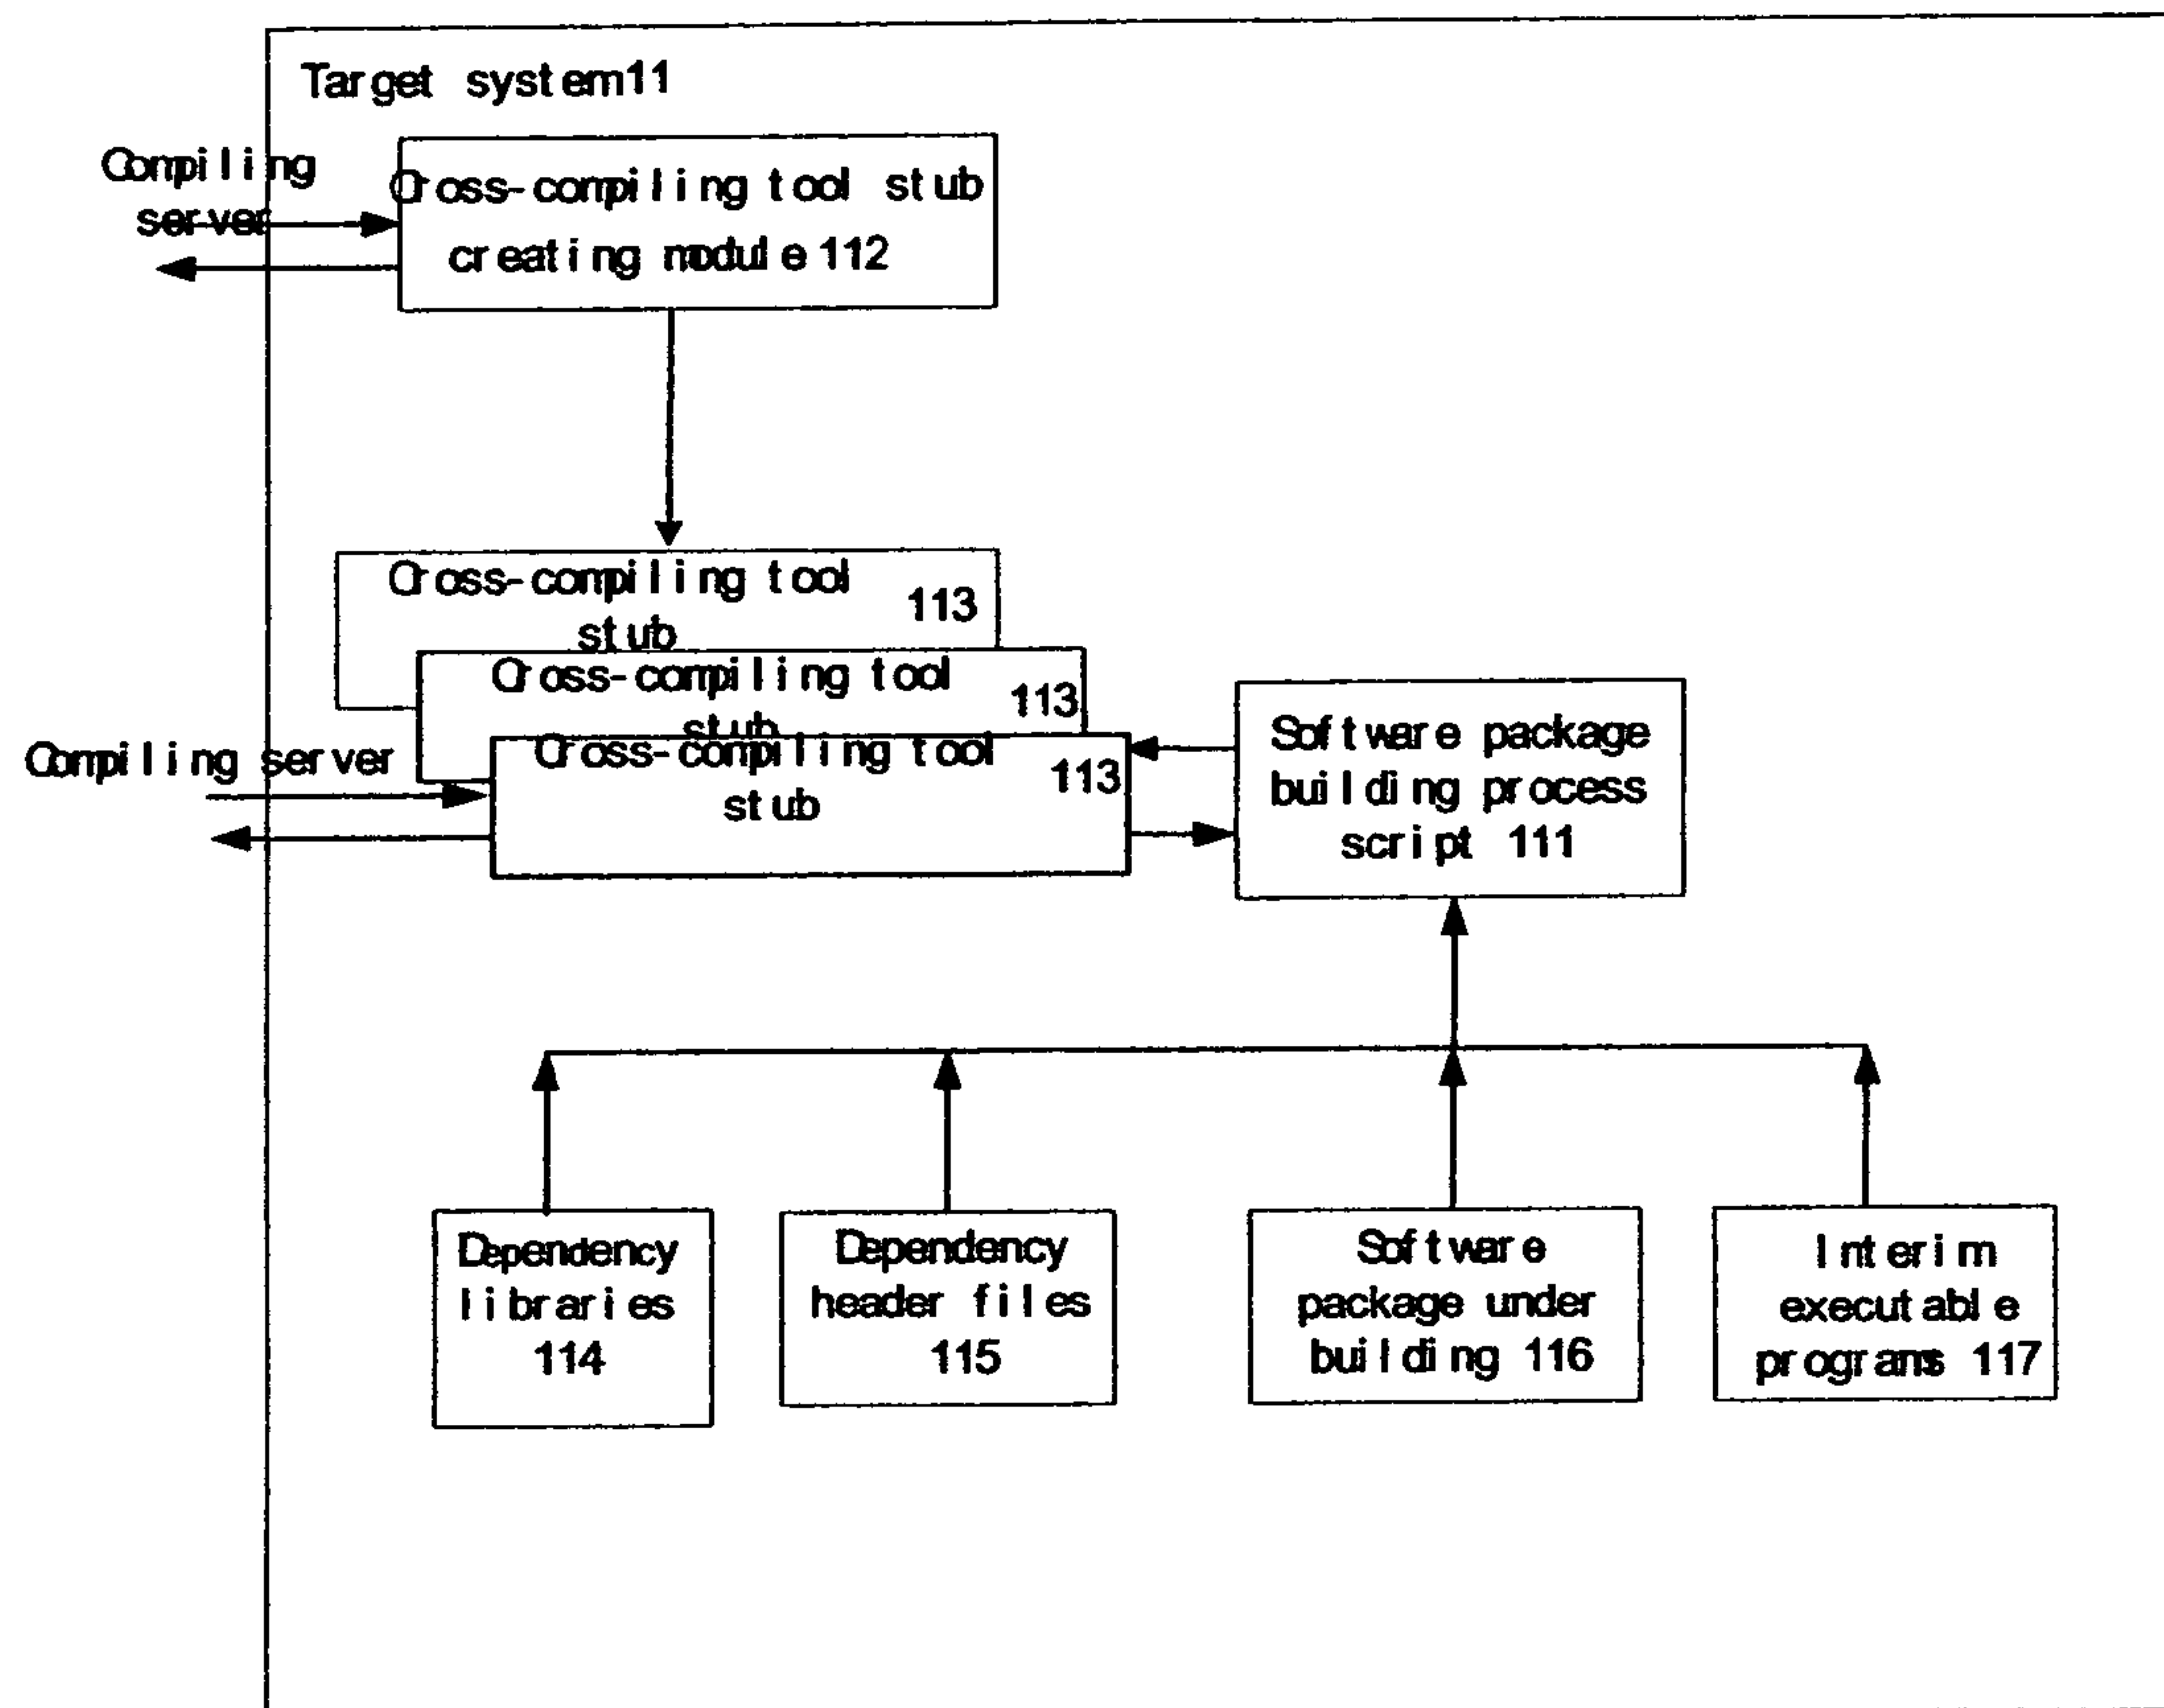 Target system11
Compiling
server
Cross-compiling tool stub
creating module 112
Cross-compiling tool
stub
113
Cross-compiling tool
stub
113
Cross-compiling tool
stub
113
Compiling server
Software package
building process
script 111
Dependency
libraries
114
Dependency
header files
115
Software
package under
building 116
Interim
executable
programs 117